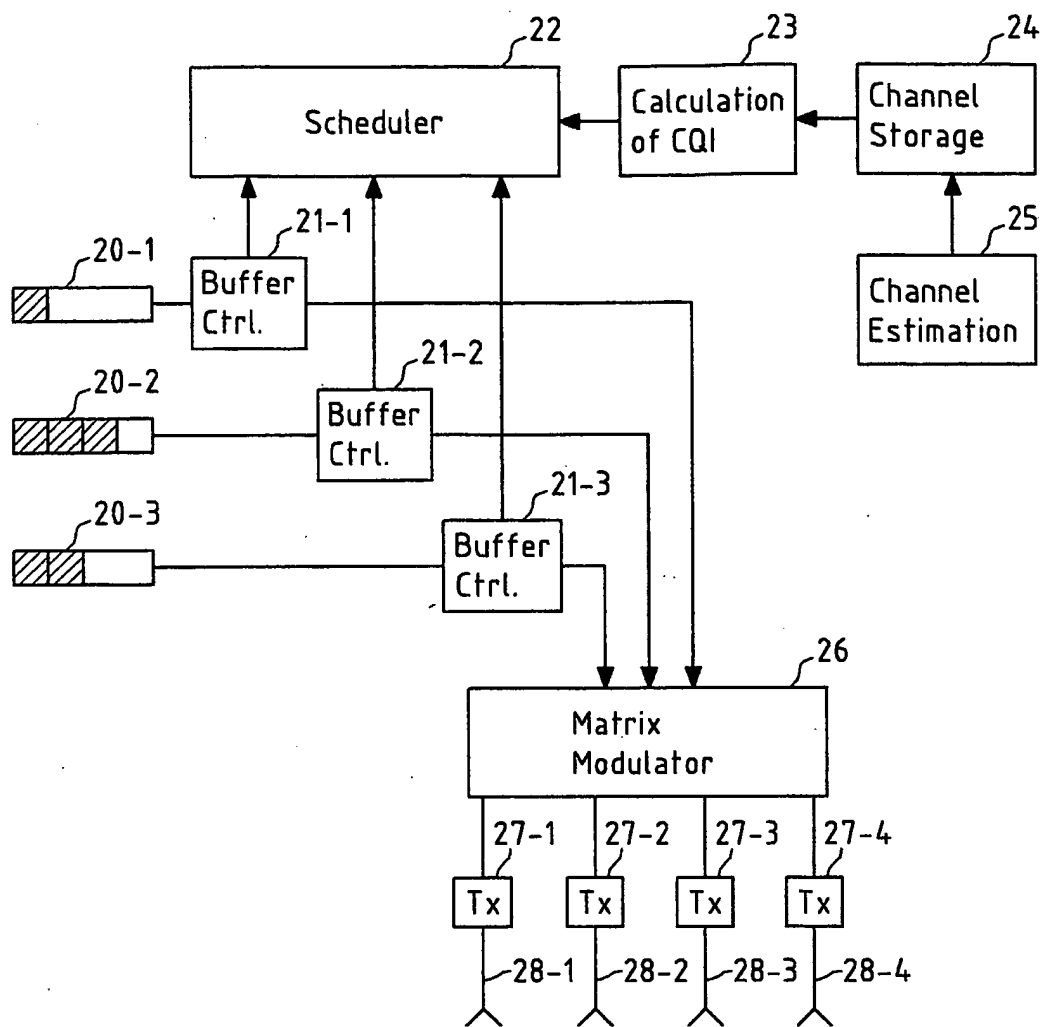 22
23
24
Scheduler
Calculation
of CQI
Channel
Storage
20-1
21-1
25
Buffer
Ctrl.
Channel
Estimation
20-2
21-2
Buffer
Ctrl.
20-3
21-3
Buffer
Ctrl.
26
Matrix
Modulator
27-1
27-2
27-3
27-4
Tx
Tx
Tx
Tx
28-1
28-2
28-3
28-4